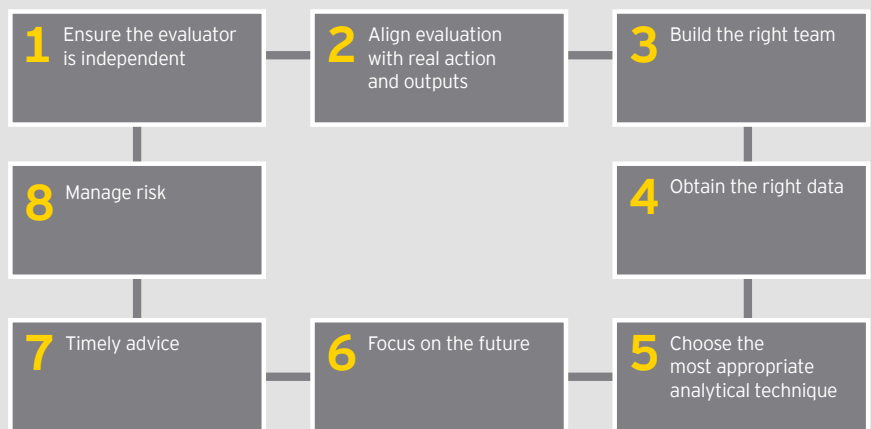 1 Ensure the evaluator
is independent
2 Align evaluation
with real action
and outputs
3 Build the right team
4 Obtain the right data
5 Choose the
most appropriate
analytical technique
6 Focus on the future
7 Timely advice
8 Manage risk